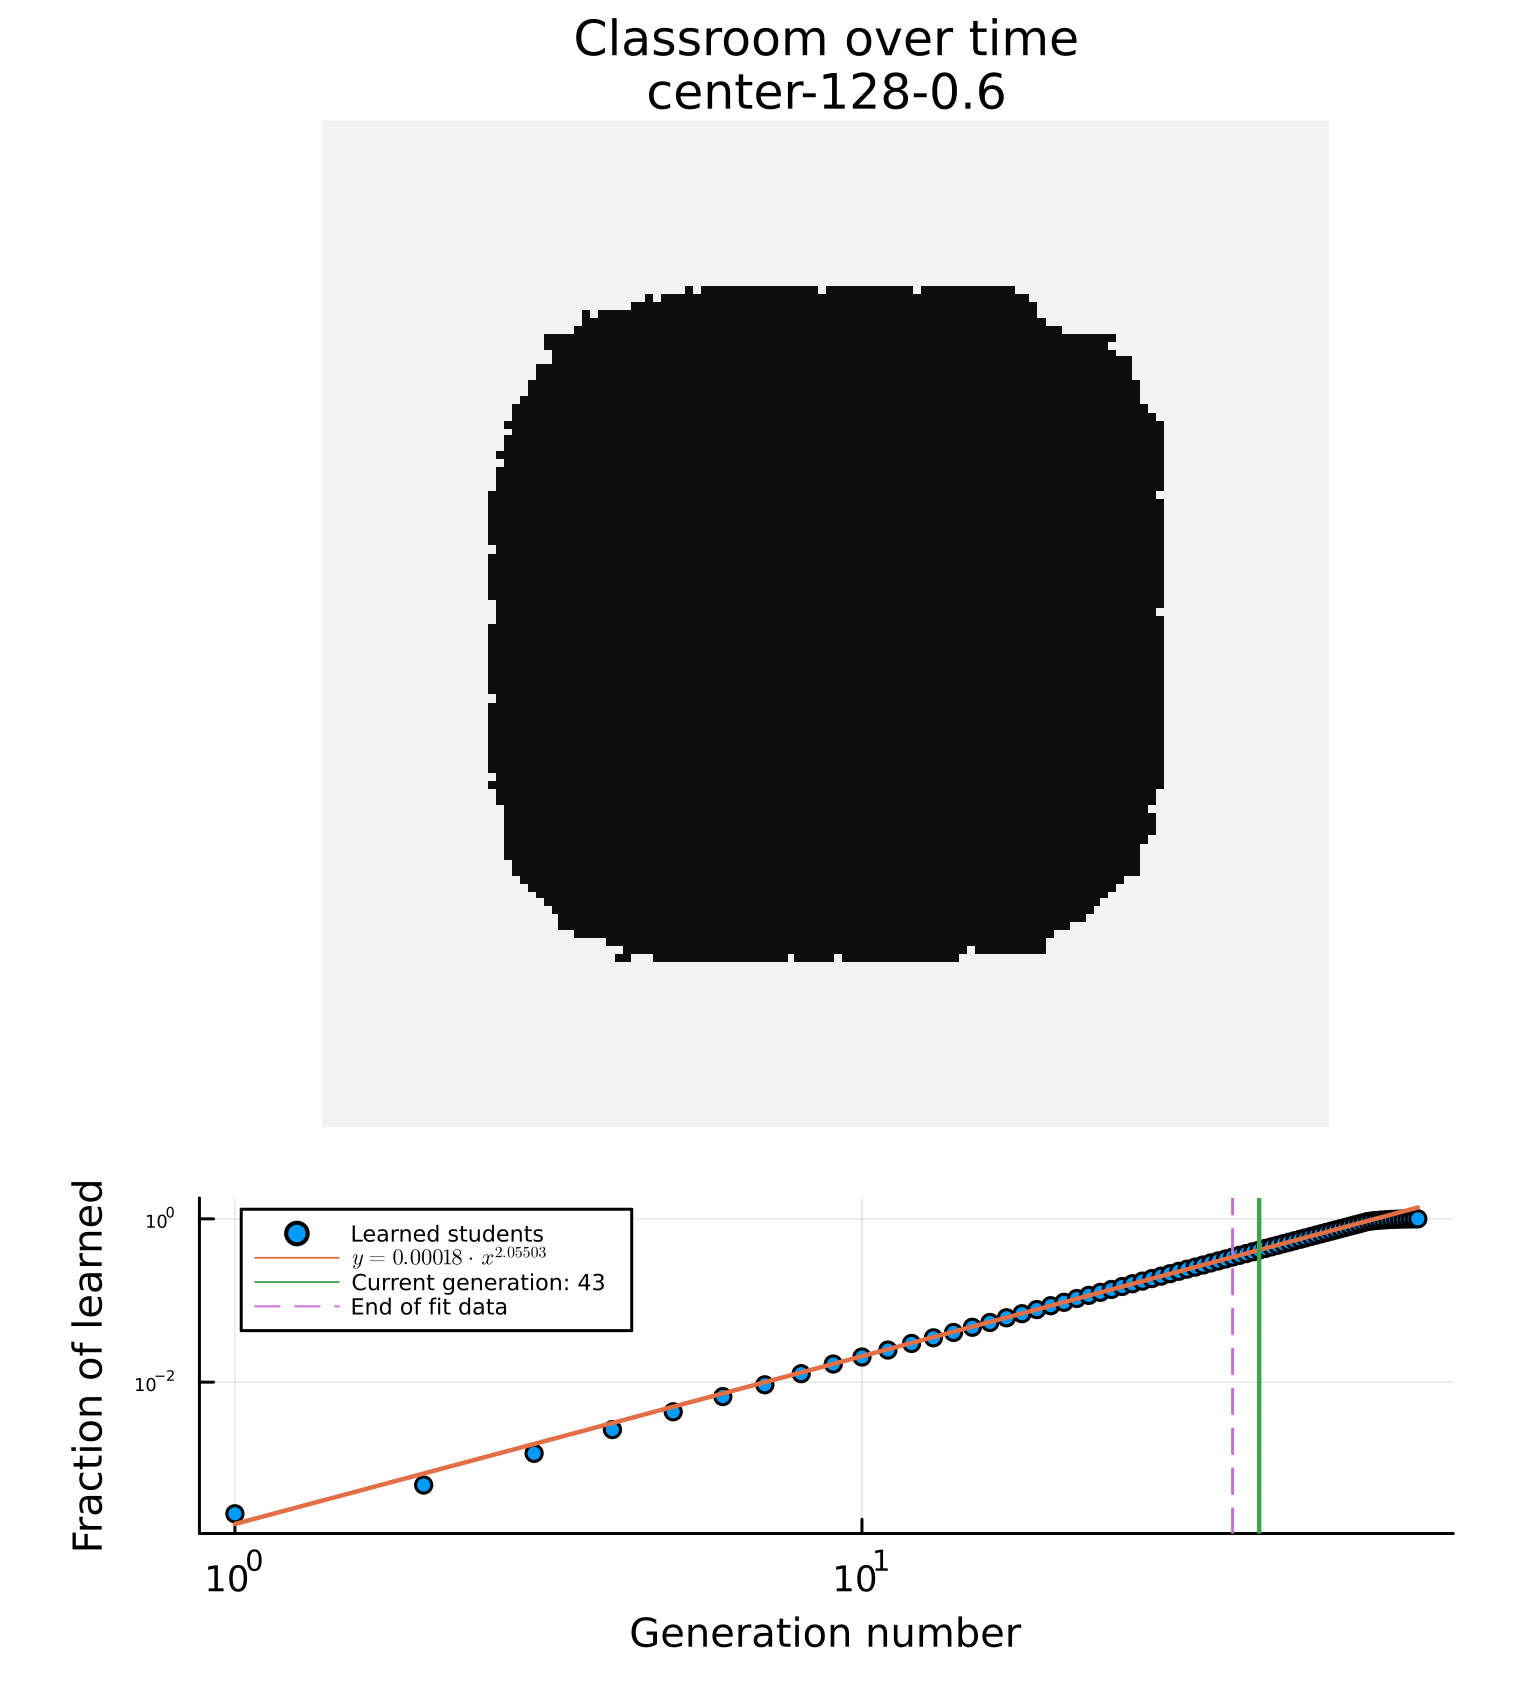 Classroom over time
center-128-0.6
Fraction of learned
10^0
10^-2
Learned students
y = 0.00018 · x^2.05503
Current generation: 43
End of fit data
10^0
10^1
Generation number